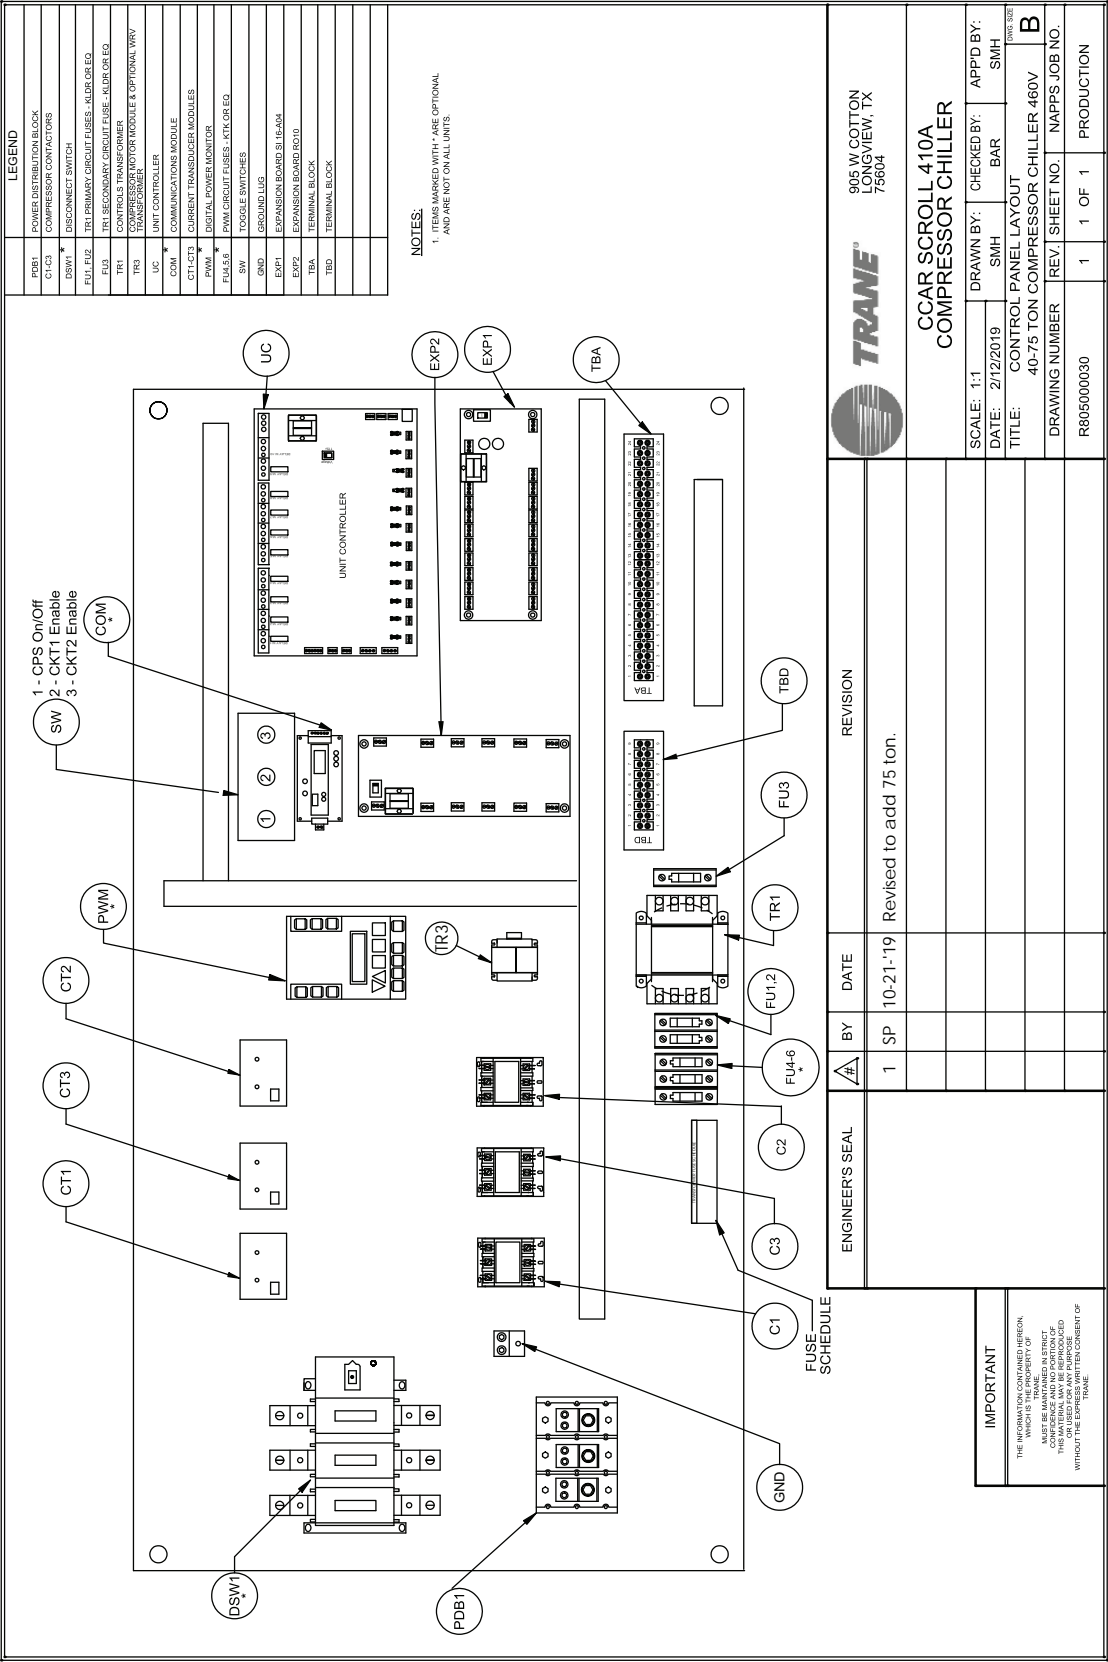 LEGEND
PDB1 POWER DISTRIBUTION BLOCK
C1-C3 COMPRESSOR CONTACTORS
DSW1 * DISCONNECT SWITCH
FU1, FU2 TR1 PRIMARY CIRCUIT FUSES - KLDR OR EQ
FU3 TR1 SECONDARY CIRCUIT FUSE - KLDR OR EQ
TR1 CONTROLS TRANSFORMER
TR3 COMPRESSOR MOTOR MODULE & OPTIONAL WRV
TRANSFORMER
UC UNIT CONTROLLER
COM * COMMUNICATIONS MODULE
CT1-CT3 CURRENT TRANSDUCER MODULES
PWM * DIGITAL POWER MONITOR
FU4,5,6 * PWM CIRCUIT FUSES - KTK OR EQ
SW TOGGLE SWITCHES
GND GROUND LUG
EXP1 EXPANSION BOARD SI.16-A04
EXP2 EXPANSION BOARD RO10
TBA TERMINAL BLOCK
TBD TERMINAL BLOCK
NOTES:
1. ITEMS MARKED WITH * ARE OPTIONAL
AND ARE NOT ON ALL UNITS.
1 - CPS On/Off
2 - CKT1 Enable
3 - CKT2 Enable
DSW1
*
CT1
CT3
CT2
PWM
*
SW
COM
*
UC
1
2
3
UNIT CONTROLLER
EXP2
EXP1
TR3
TBA
TBA
TBD
TBD
FU3
TR1
FU1,2
FU4-6
*
C2
C3
C1
FUSE
SCHEDULE
GND
PDB1
IMPORTANT
THE INFORMATION CONTAINED HEREON,
WHICH IS THE PROPERTY OF
TRANE,
MUST BE MAINTAINED IN STRICT
CONFIDENCE AND NO PORTION OF
THIS MATERIAL MAY BE REPRODUCED
OR USED FOR ANY PURPOSE
WITHOUT THE EXPRESS WRITTEN CONSENT OF
TRANE.
ENGINEER'S SEAL
# BY DATE REVISION
1 SP 10-21-'19 Revised to add 75 ton.
TRANE®
905 W COTTON
LONGVIEW, TX
75604
CCAR SCROLL 410A
COMPRESSOR CHILLER
SCALE: 1:1
DATE: 2/12/2019
DRAWN BY:
SMH
CHECKED BY:
BAR
APP'D BY:
SMH
TITLE: CONTROL PANEL LAYOUT
40-75 TON COMPRESSOR CHILLER 460V
DWG. SIZE
B
DRAWING NUMBER REV. SHEET NO. NAPPS JOB NO.
R805000030 1 1 OF 1 PRODUCTION